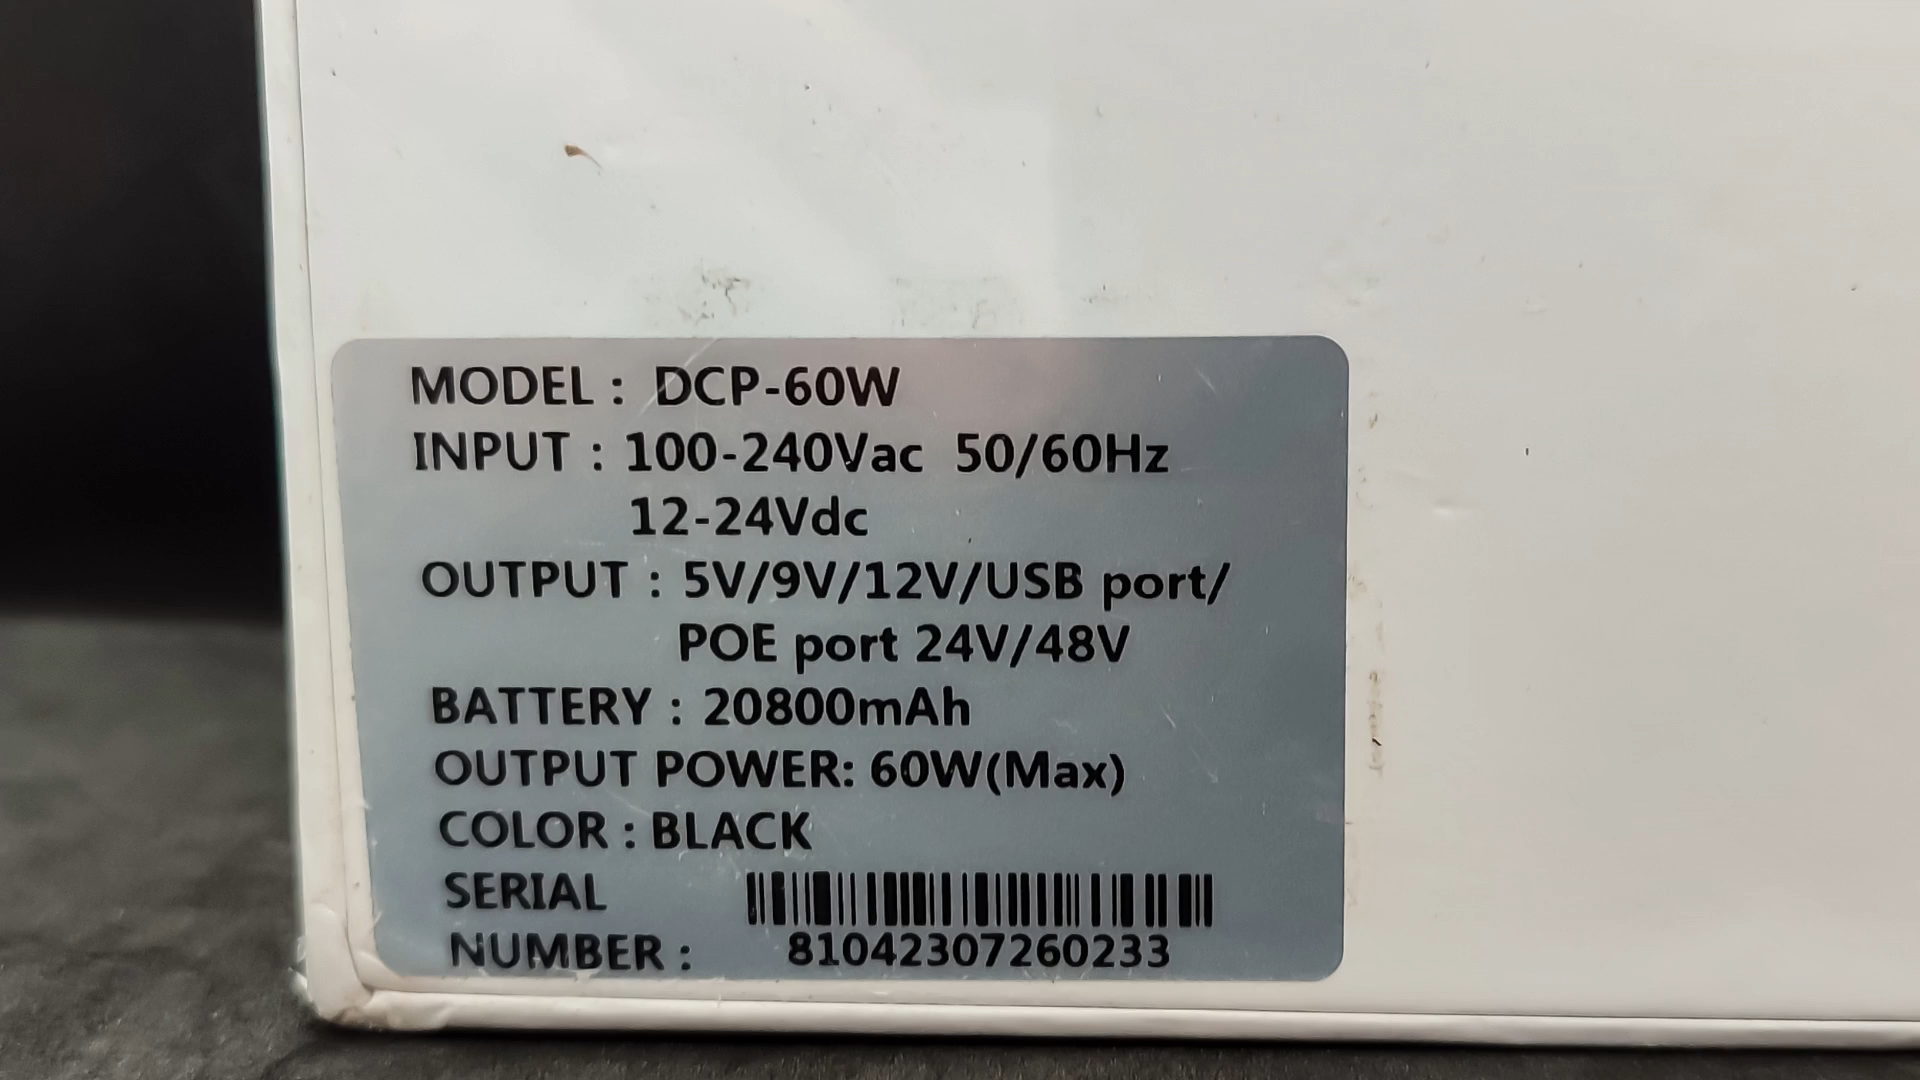 MODEL : DCP-60W
INPUT : 100-240Vac 50/60Hz
12-24Vdc
OUTPUT : 5V/9V/12V/USB port/
POE port 24V/48V
BATTERY : 20800mAh
OUTPUT POWER: 60W(Max)
COLOR : BLACK
SERIAL
NUMBER : 81042307260233